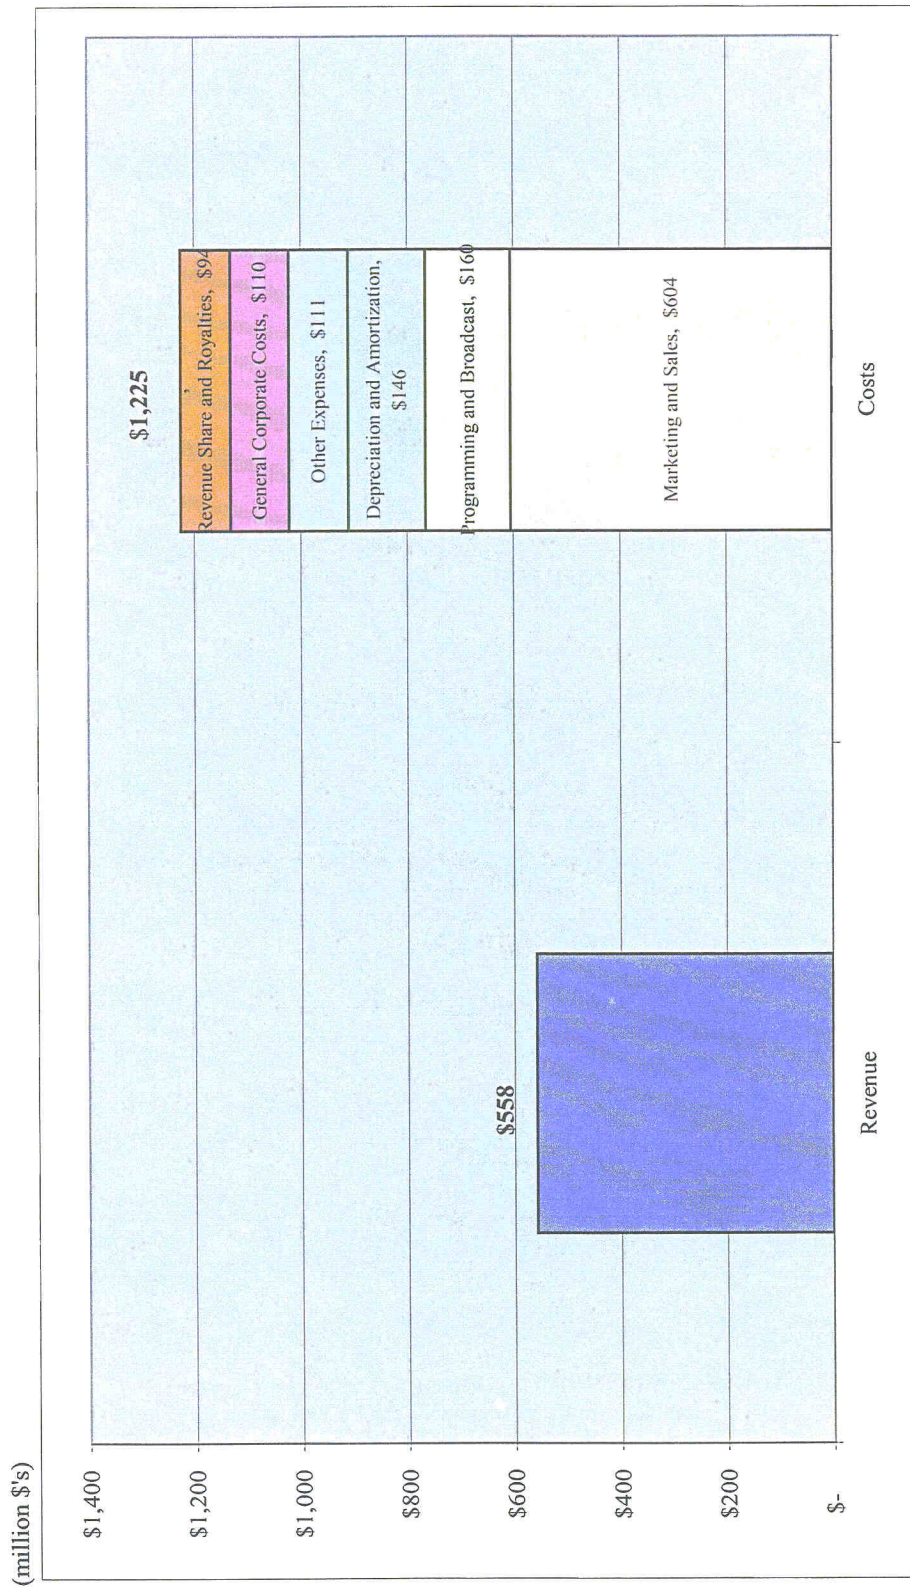 (million $'s)
$1,400
$1,200
$1,000
$800
$600
$400
$200
$-
$558
$1,225
Revenue Share and Royalties, $94
General Corporate Costs, $110
Other Expenses, $111
Depreciation and Amortization,
$146
Programming and Broadcast, $160
Marketing and Sales, $604
Revenue
Costs